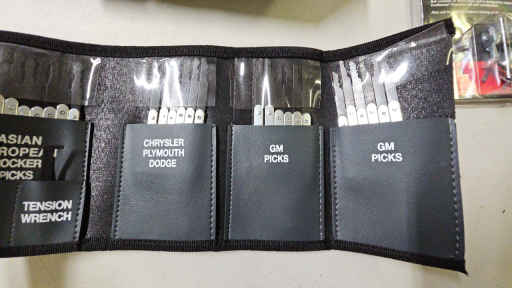 ASIAN
ROPEA
OCKER
PICKS
TENSION
WRENCH
CHRYSLER
PLYMOUTH
DODGE
GM
PICKS
GM
PICKS